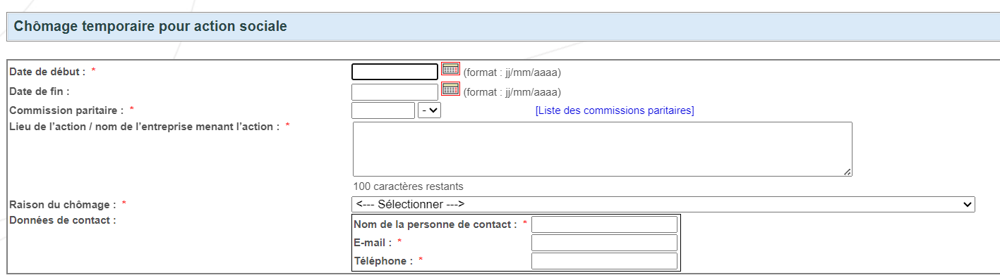 Chômage temporaire pour action sociale
Date de début : * (format : jj/mm/aaaa)
Date de fin : (format : jj/mm/aaaa)
Commission paritaire : * - [Liste des commissions paritaires]
Lieu de l’action / nom de l’entreprise menant l’action : *
100 caractères restants
Raison du chômage : * <--- Sélectionner --->
Données de contact :
Nom de la personne de contact : *
E-mail : *
Téléphone : *